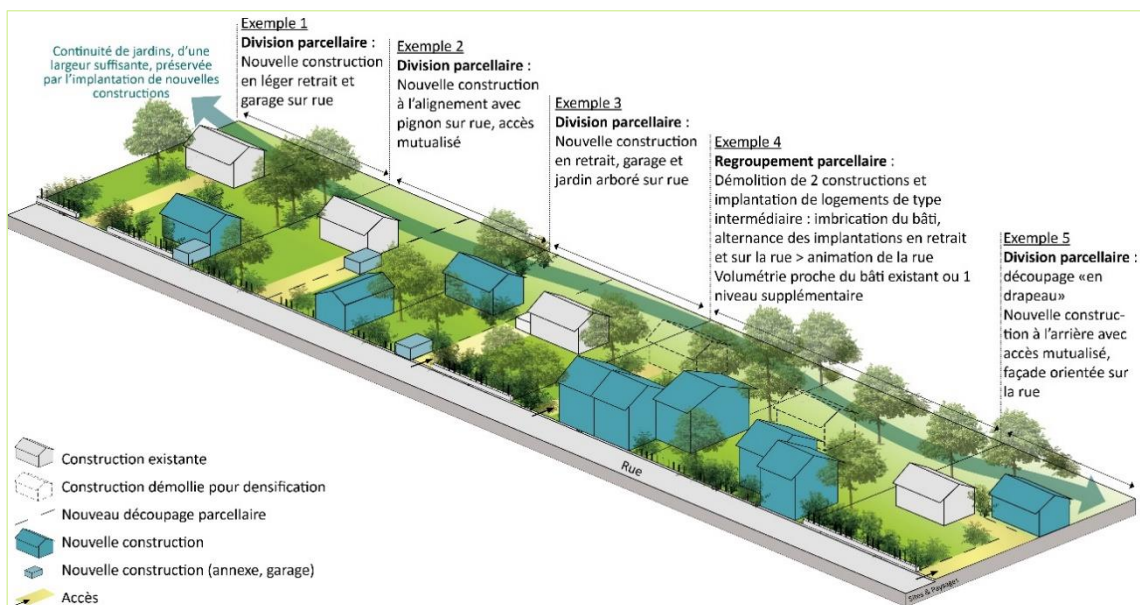 Continuité de jardins, d'une
largeur suffisante, préservée
par l'implantation de nouvelles
constructions
Exemple 1
Division parcellaire :
Nouvelle construction
en léger retrait et
garage sur rue
Exemple 2
Division parcellaire :
Nouvelle construction
à l'alignement avec
pignon sur rue, accès
mutualisé
Exemple 3
Division parcellaire :
Nouvelle construction
en retrait, garage et
jardin arboré sur rue
Exemple 4
Regroupement parcellaire :
Démolition de 2 constructions et
implantation de logements de type
intermédiaire : imbrication du bâti,
alternance des implantations en retrait
et sur la rue > animation de la rue
Volumétrie proche du bâti existant ou 1
niveau supplémentaire
Exemple 5
Division parcellaire :
découpage «en
drapeau»
Nouvelle construc-
tion à l'arrière avec
accès mutualisé,
façade orientée sur
la rue
Rue
Construction existante
Construction démollie pour densification
Nouveau découpage parcellaire
Nouvelle construction
Nouvelle construction (annexe, garage)
Accès
Sites & Paysages